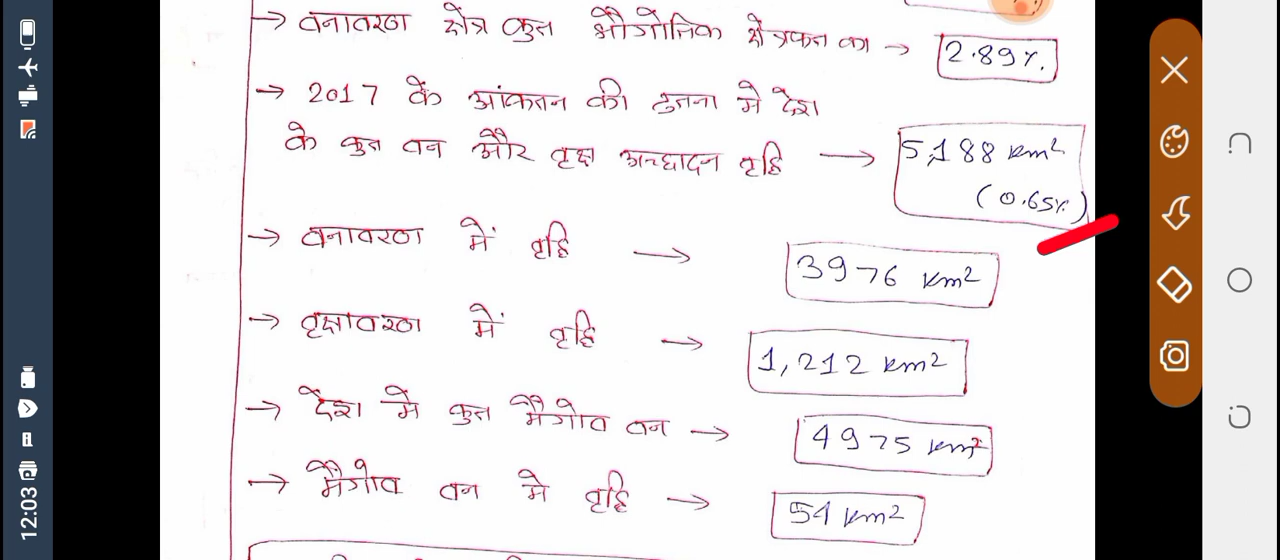 → वनावरण क्षेत्र कुल भौगोलिक क्षेत्रफल का → 2.89%.
→ 2017 के आंकलन की तुलना में देश
के कुल वन और वृक्ष अच्छादन वृद्धि → 5,188 km²
(0.65%)
→ वनावरण में वृद्धि → 3976 km²
→ वृक्षावरण में वृद्धि → 1,212 km²
→ देश में कुल मैंग्रोव वन → 4975 km²
→ मैंग्रोव वन में वृद्धि → 54 km²
12:03